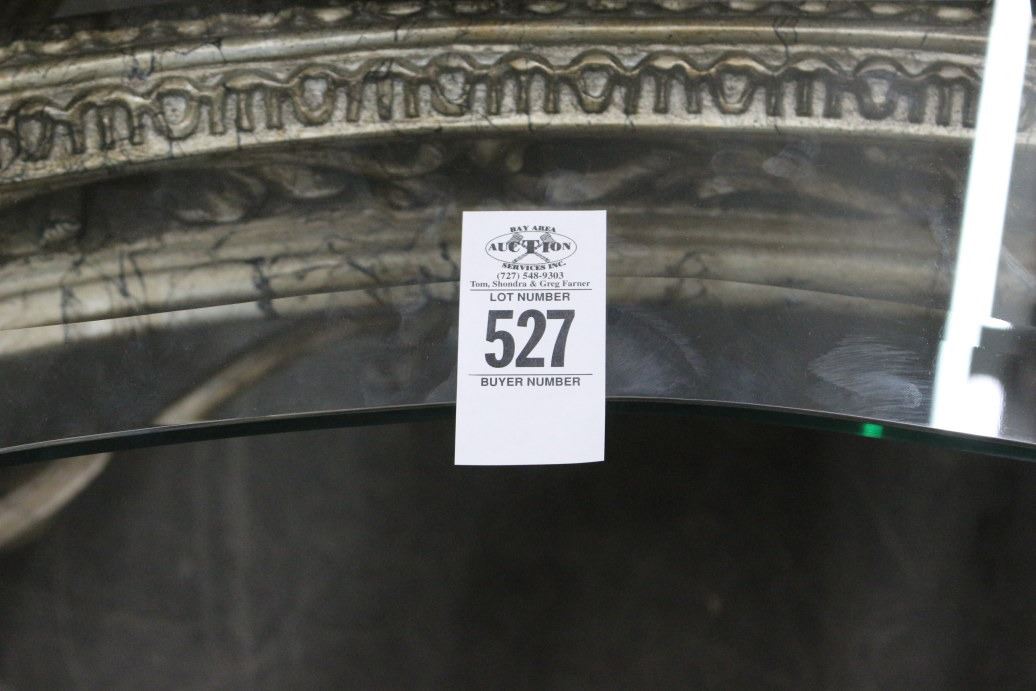 BAY AREA
AUCTION
SERVICES INC.
(727) 548-9303
Tom, Shondra & Greg Farner
LOT NUMBER
527
BUYER NUMBER